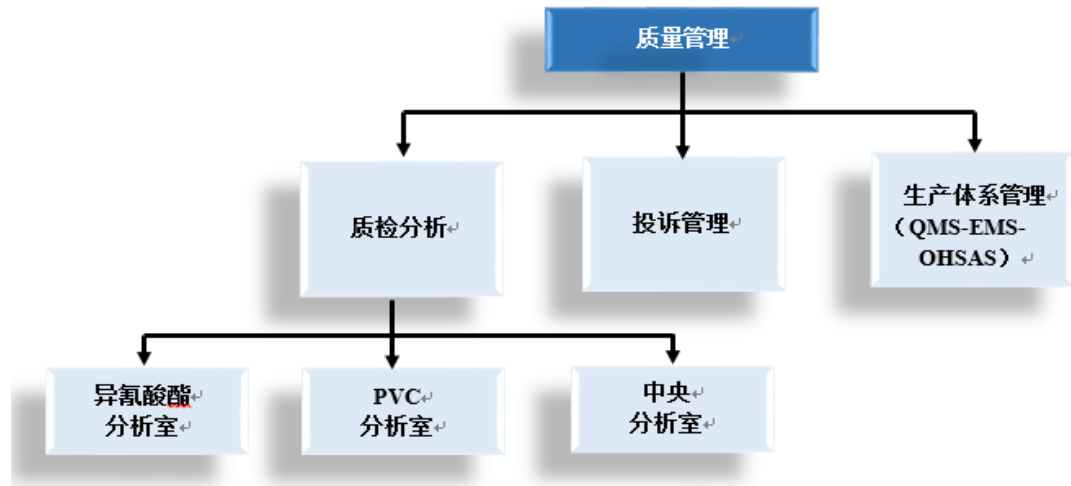 质量管理
质检分析
投诉管理
生产体系管理
（QMS-EMS-
OHSAS）
异氰酸酯
分析室
PVC
分析室
中央
分析室